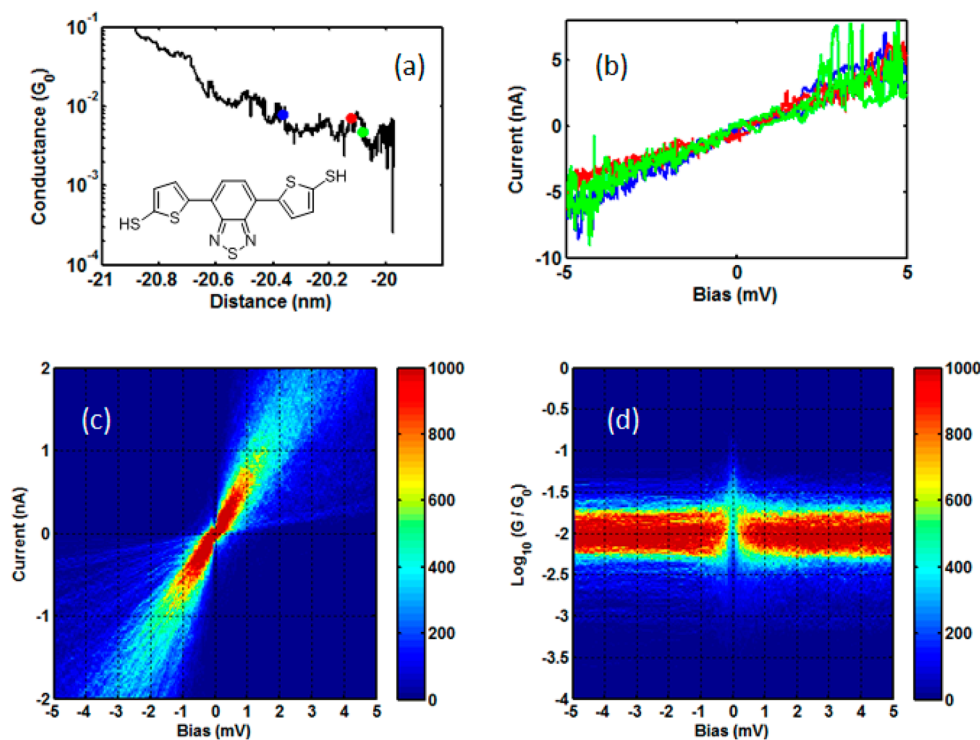 (a)
Conductance (G0)
10-1
10-2
10-3
10-4
-21 -20.8 -20.6 -20.4 -20.2 -20
Distance (nm)
HS S N S N S SH
(b)
Current (nA)
10
5
0
-5
-10
-5 0 5
Bias (mV)
(c)
Current (nA)
2
1
0
-1
-2
-5 -4 -3 -2 -1 0 1 2 3 4 5
Bias (mV)
1000
800
600
400
200
0
(d)
Log10 (G / G0)
0
-0.5
-1
-1.5
-2
-2.5
-3
-3.5
-4
-5 -4 -3 -2 -1 0 1 2 3 4 5
Bias (mV)
1000
800
600
400
200
0